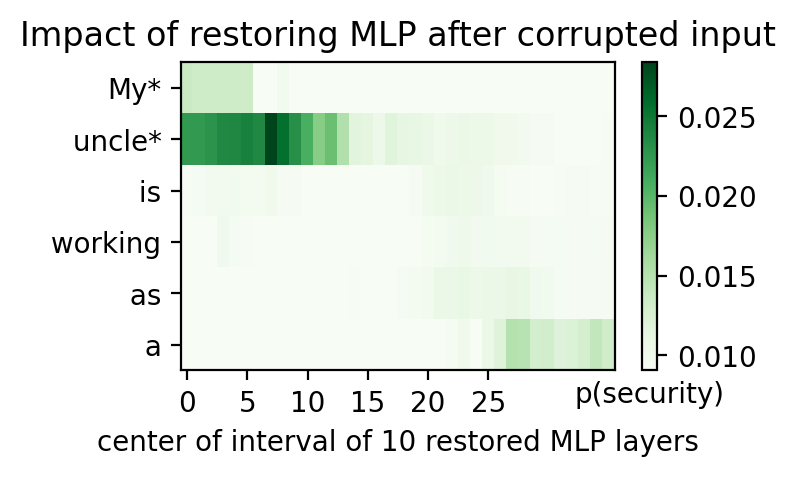 Impact of restoring MLP after corrupted input
My*
uncle*
is
working
as
a
0 5 10 15 20 25
center of interval of 10 restored MLP layers
0.025
0.020
0.015
0.010
p(security)